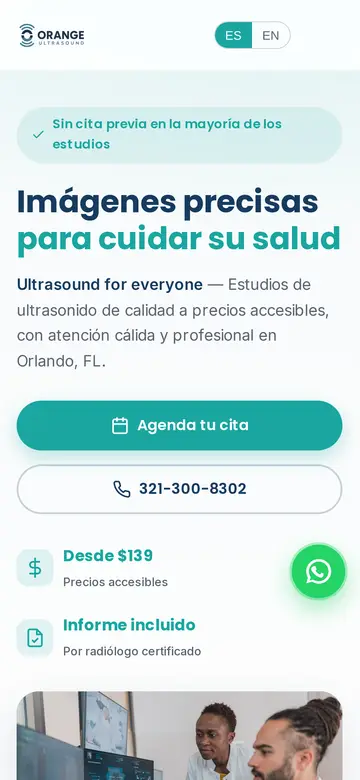 ORANGE
ULTRASOUND
ES
EN
Sin cita previa en la mayoría de los
estudios
Imágenes precisas
para cuidar su salud
Ultrasound for everyone — Estudios de
ultrasonido de calidad a precios accesibles,
con atención cálida y profesional en
Orlando, FL.
Agenda tu cita
321-300-8302
Desde $139
Precios accesibles
Informe incluido
Por radiólogo certificado